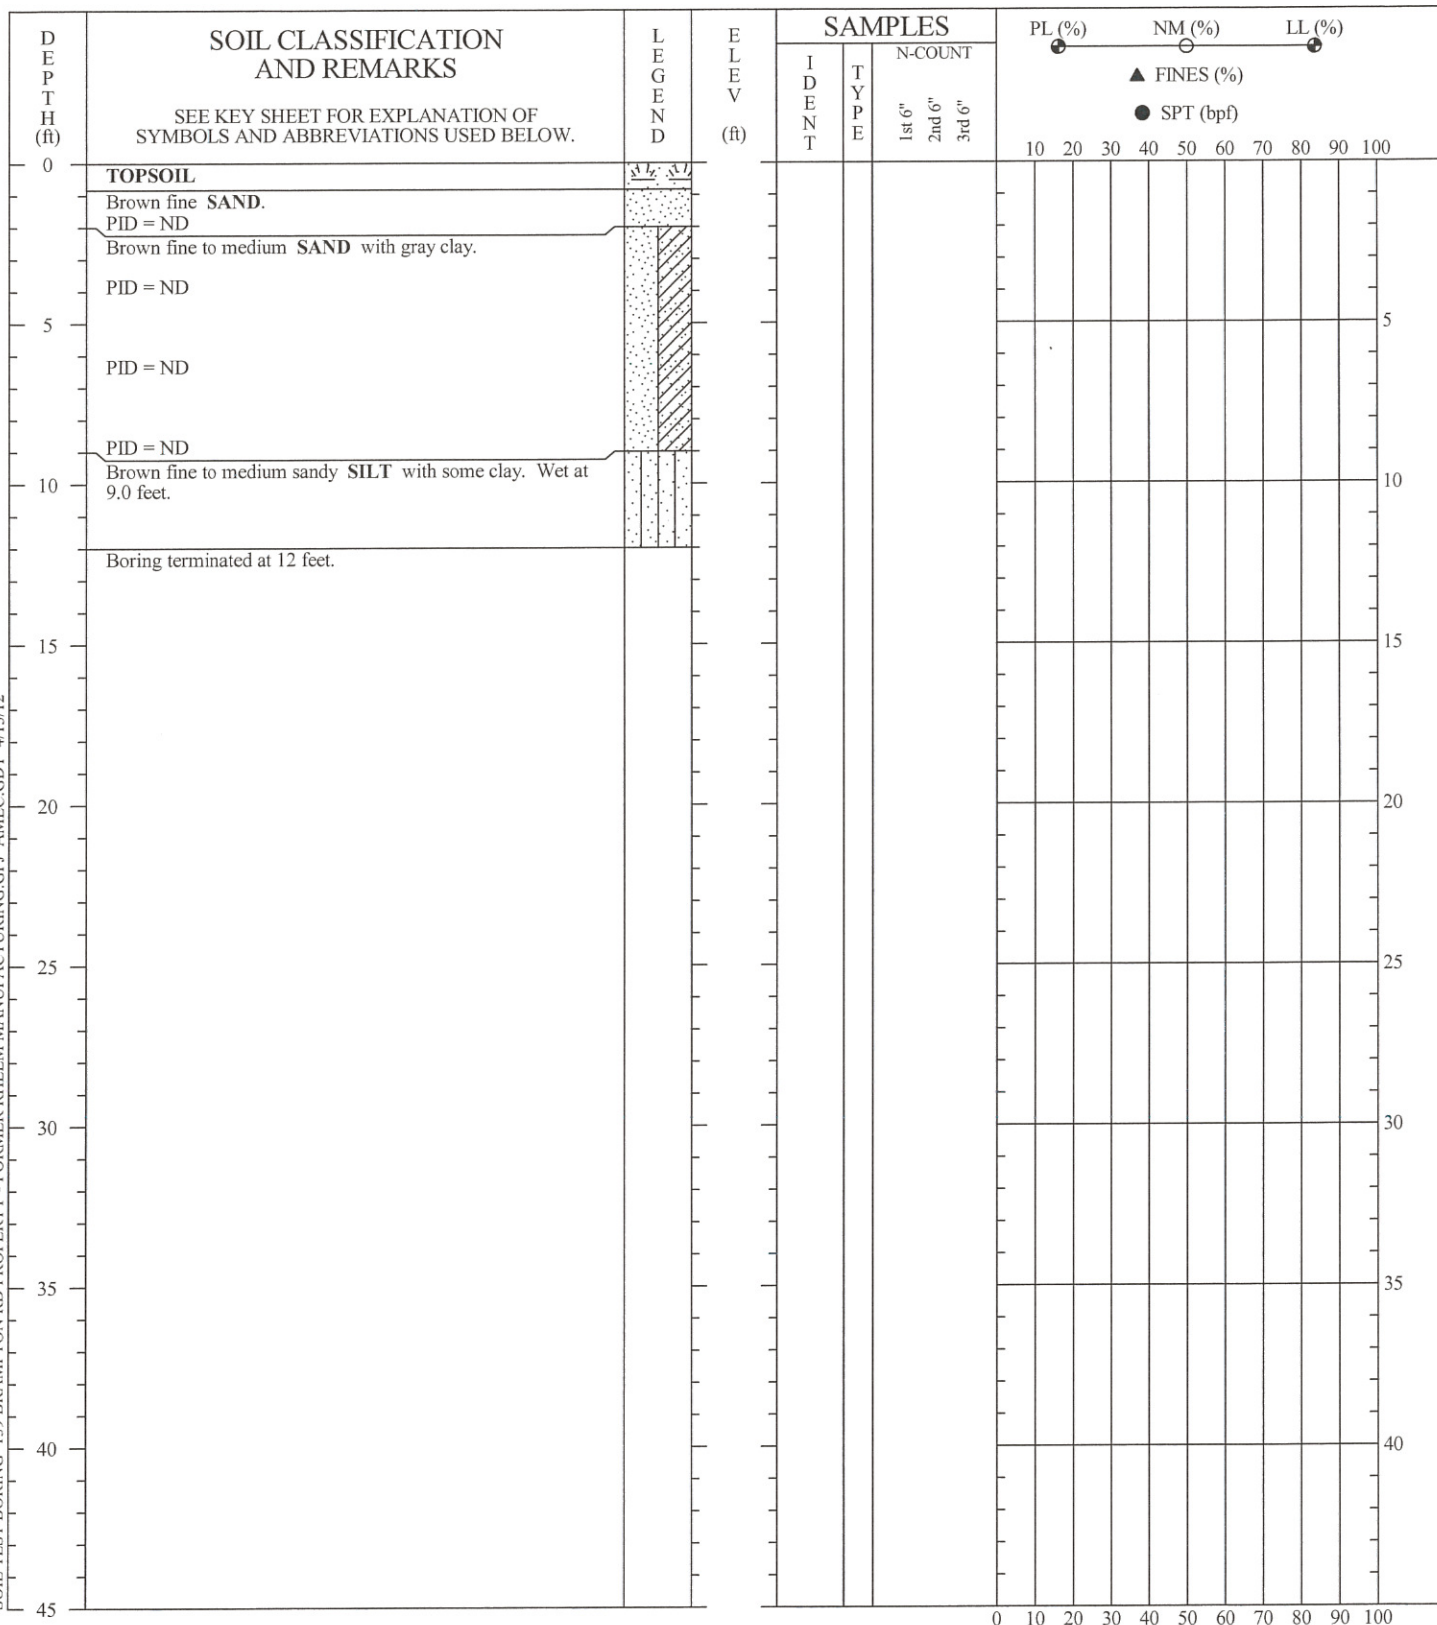 DEPTH
(ft)
SOIL CLASSIFICATION
AND REMARKS
SEE KEY SHEET FOR EXPLANATION OF
SYMBOLS AND ABBREVIATIONS USED BELOW.
LEGEND
ELEV
(ft)
SAMPLES
IDENT
TYPE
N-COUNT
1st 6"
2nd 6"
3rd 6"
PL (%) NM (%) LL (%)
▲ FINES (%)
● SPT (bpf)
10 20 30 40 50 60 70 80 90 100
0
TOPSOIL
Brown fine SAND.
PID = ND
Brown fine to medium SAND with gray clay.
PID = ND
5 5
PID = ND
PID = ND
Brown fine to medium sandy SILT with some clay. Wet at
10 10
9.0 feet.
Boring terminated at 12 feet.
15 15
20 20
25 25
30 30
35 35
40 40
45
0 10 20 30 40 50 60 70 80 90 100